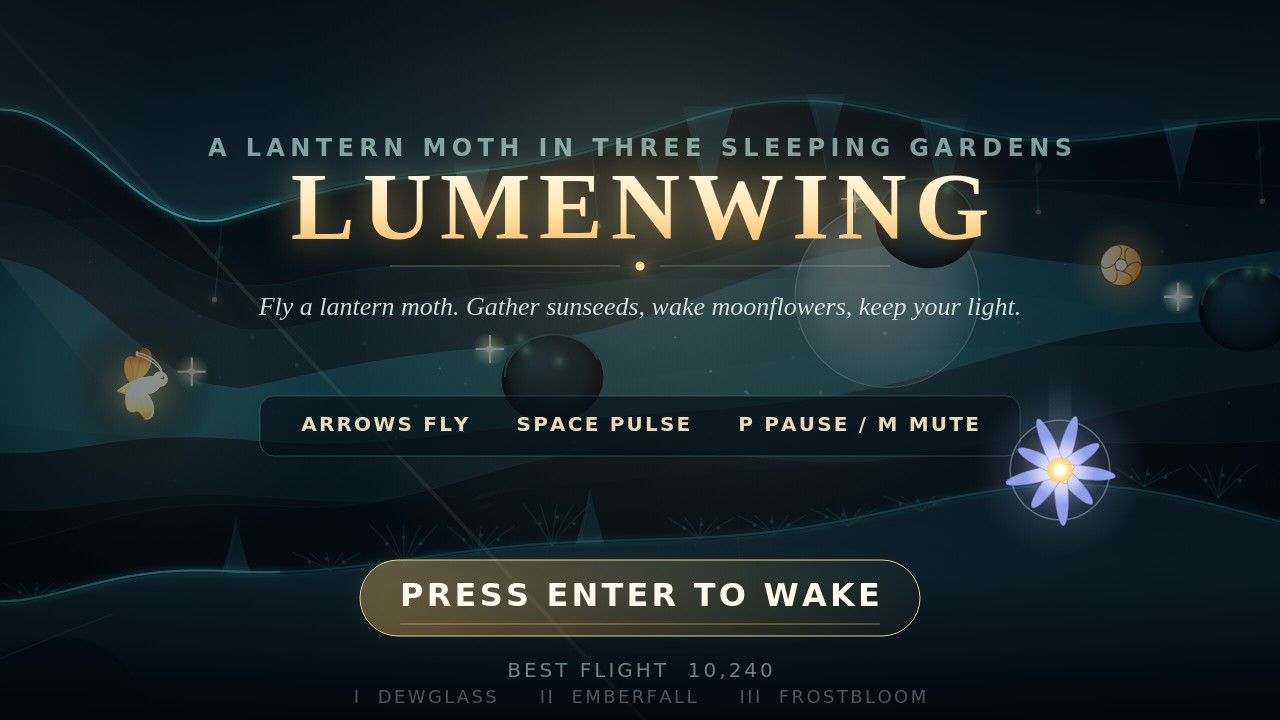 A LANTERN MOTH IN THREE SLEEPING GARDENS
LUMENWING
Fly a lantern moth. Gather sunseeds, wake moonflowers, keep your light.
ARROWS FLY SPACE PULSE P PAUSE / M MUTE
PRESS ENTER TO WAKE
BEST FLIGHT 10,240
I DEWGLASS II EMBERFALL III FROSTBLOOM